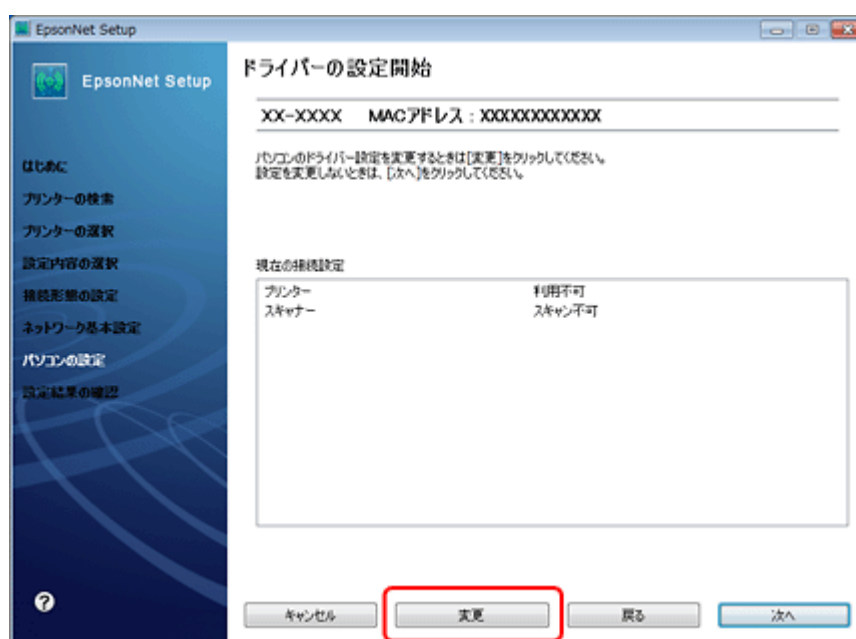 EpsonNet Setup
EpsonNet Setup
はじめに
プリンターの検索
プリンターの選択
設定内容の選択
接続形態の設定
ネットワーク基本設定
パソコンの設定
設定結果の確認
ドライバーの設定開始
XX-XXXX MACアドレス：XXXXXXXXXXXX
パソコンのドライバー設定を変更するときは[変更]をクリックしてください。
設定を変更しないときは、[次へ]をクリックしてください。
現在の接続設定
プリンター 利用不可
スキャナー スキャン不可
?
キャンセル 変更 戻る 次へ